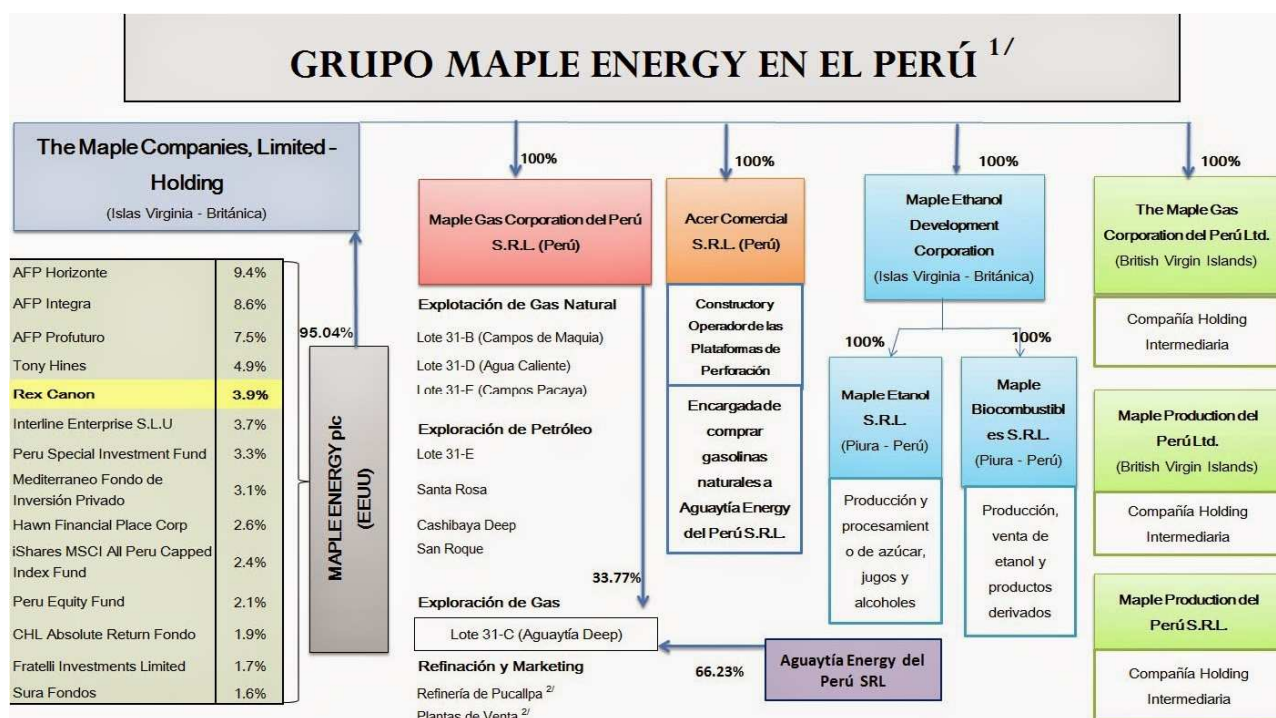 GRUPO MAPLE ENERGY EN EL PERÚ 1/
The Maple Companies, Limited -
Holding
(Islas Virginia - Británica)
AFP Horizonte 9.4%
AFP Integra 8.6%
AFP Profuturo 7.5%
Tony Hines 4.9%
Rex Canon 3.9%
Interline Enterprise S.L.U 3.7%
Peru Special Investment Fund 3.3%
Mediterraneo Fondo de
Inversión Privado 3.1%
Hawn Financial Place Corp 2.6%
iShares MSCI All Peru Capped
Index Fund 2.4%
Peru Equity Fund 2.1%
CHL Absolute Return Fondo 1.9%
Fratelli Investments Limited 1.7%
Sura Fondos 1.6%
95.04%
MAPLE ENERGY plc
(EEUU)
100%
Maple Gas Corporation del Perú
S.R.L. (Perú)
Explotación de Gas Natural
Lote 31-B (Campos de Maquia)
Lote 31-D (Agua Caliente)
Lote 31-E (Campos Pacaya)
Exploración de Petróleo
Lote 31-E
Santa Rosa
Cashibaya Deep
San Roque
33.77%
Exploración de Gas
Lote 31-C (Aguaytía Deep)
Refinación y Marketing
Refinería de Pucallpa 2/
Plantas de Venta 2/
66.23%
Aguaytía Energy del
Perú SRL
100%
Acer Comercial
S.R.L. (Perú)
Constructor y
Operador de las
Plataformas de
Perforación
Encargada de
comprar
gasolinas
naturales a
Aguaytía Energy
del Perú S.R.L.
100%
Maple Ethanol
Development
Corporation
(Islas Virginia - Británica)
100%
Maple Etanol
S.R.L.
(Piura - Perú)
Producción y
procesamient
o de azúcar,
jugos y
alcoholes
100%
Maple
Biocombustibl
es S.R.L.
(Piura - Perú)
Producción,
venta de
etanol y
productos
derivados
100%
The Maple Gas
Corporation del Perú Ltd.
(British Virgin Islands)
Compañía Holding
Intermediaria
Maple Production del
Perú Ltd.
(British Virgin Islands)
Compañía Holding
Intermediaria
Maple Production del
Perú S.R.L.
Compañía Holding
Intermediaria